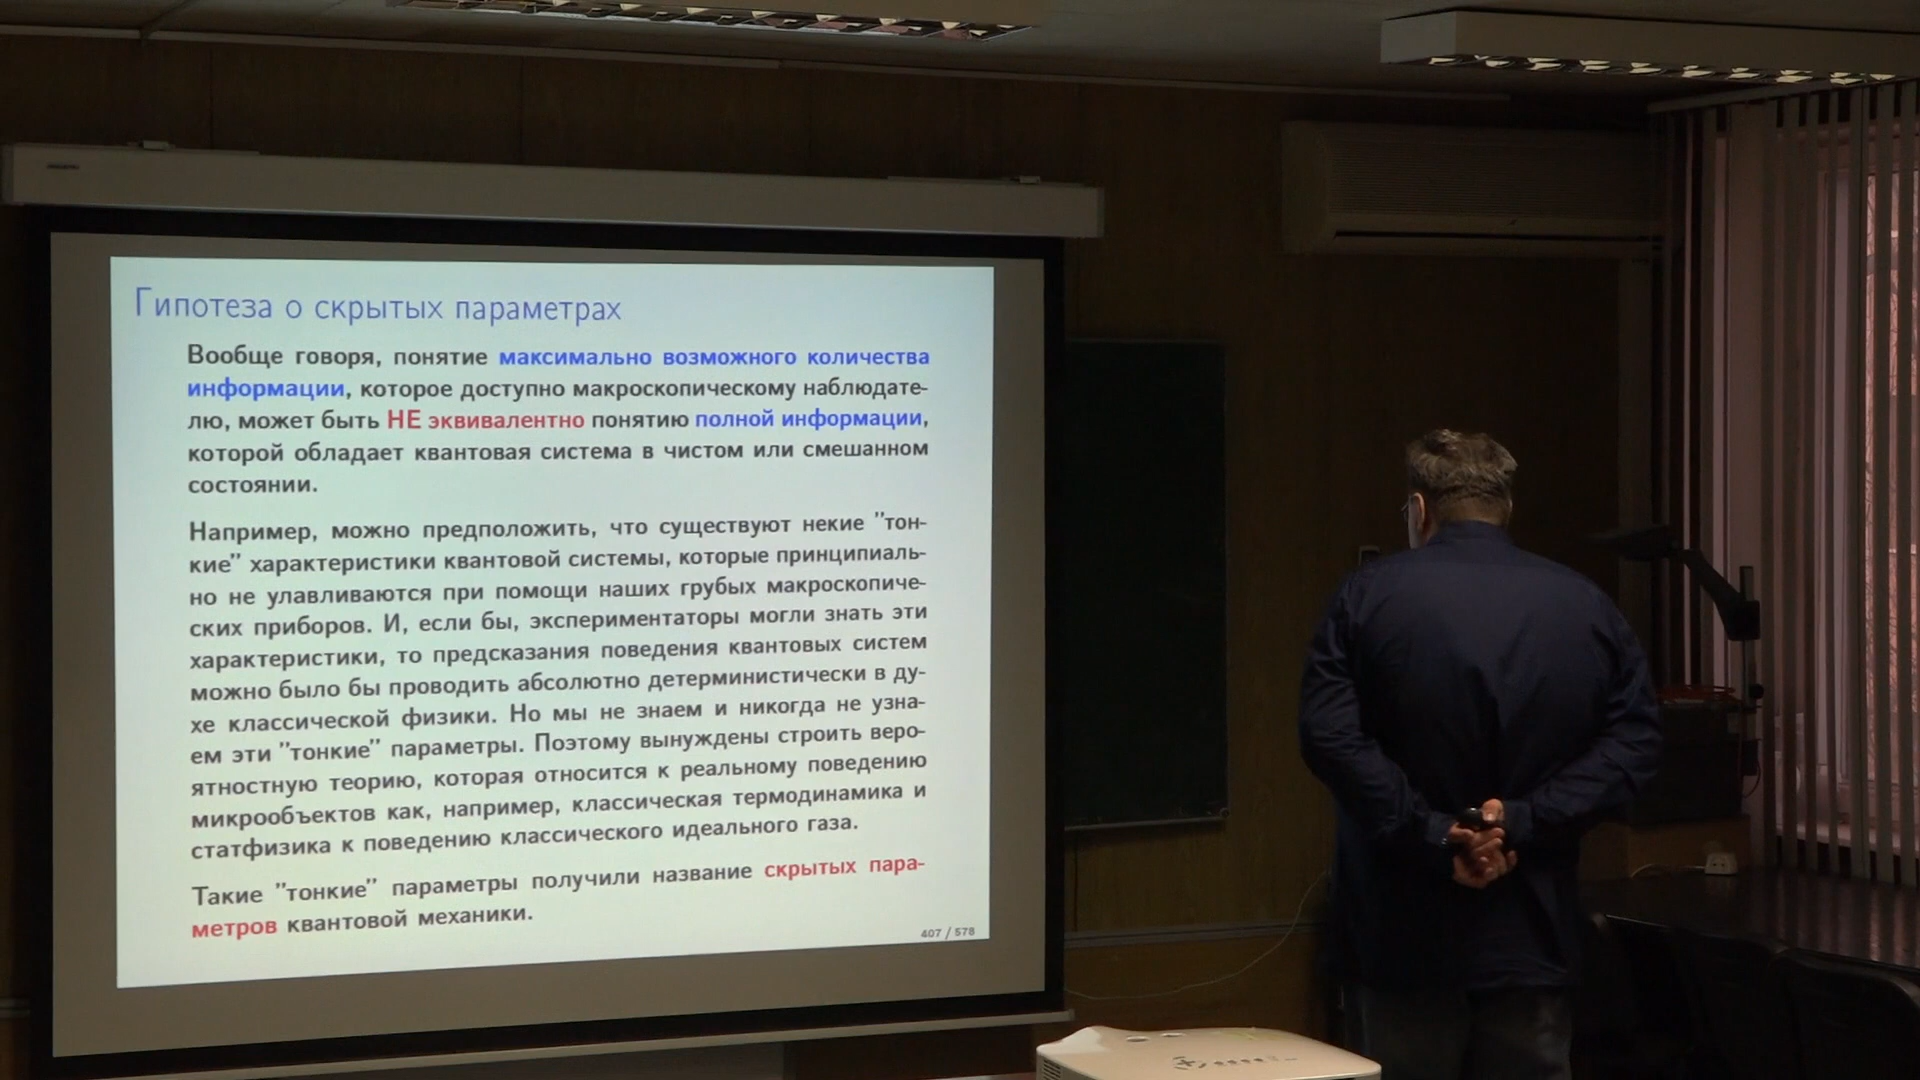 Гипотеза о скрытых параметрах
Вообще говоря, понятие максимально возможного количества
информации, которое доступно макроскопическому наблюдате-
лю, может быть НЕ эквивалентно понятию полной информации,
которой обладает квантовая система в чистом или смешанном
состоянии.
Например, можно предположить, что существуют некие "тон-
кие" характеристики квантовой системы, которые принципиаль-
но не улавливаются при помощи наших грубых макроскопиче-
ских приборов. И, если бы, экспериментаторы могли знать эти
характеристики, то предсказания поведения квантовых систем
можно было бы проводить абсолютно детерминистически в ду-
хе классической физики. Но мы не знаем и никогда не узна-
ем эти "тонкие" параметры. Поэтому вынуждены строить веро-
ятностную теорию, которая относится к реальному поведению
микрообъектов как, например, классическая термодинамика и
статфизика к поведению классического идеального газа.
Такие "тонкие" параметры получили название скрытых пара-
метров квантовой механики.
407 / 578